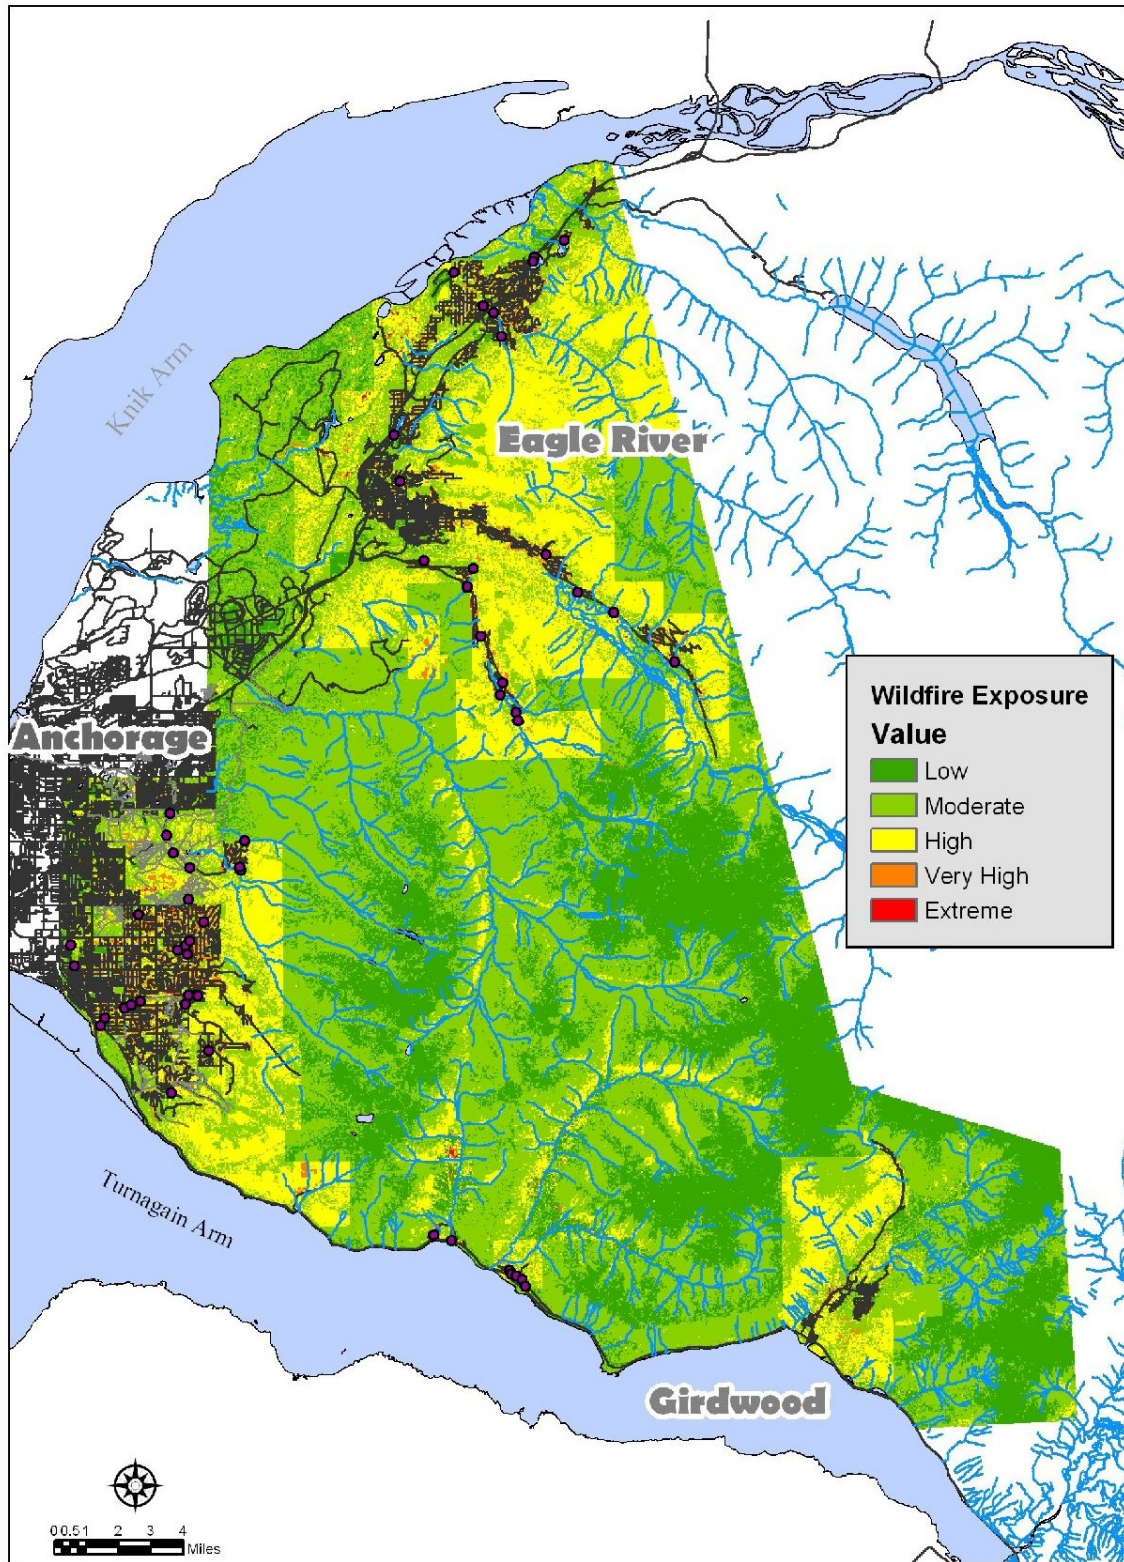 Knik Arm
Eagle River
Wildfire Exposure
Value
Low
Moderate
High
Very High
Extreme
Anchorage
Turnagain Arm
Girdwood
0 0.5 1 2 3 4
Miles